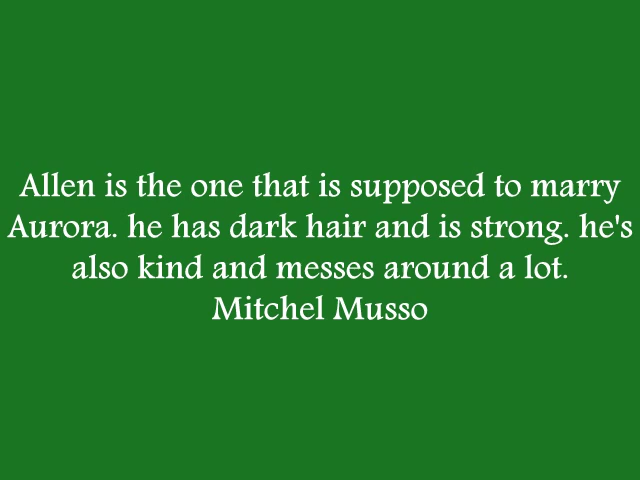 Allen is the one that is supposed to marry
Aurora. he has dark hair and is strong. he's
also kind and messes around a lot.
Mitchel Musso